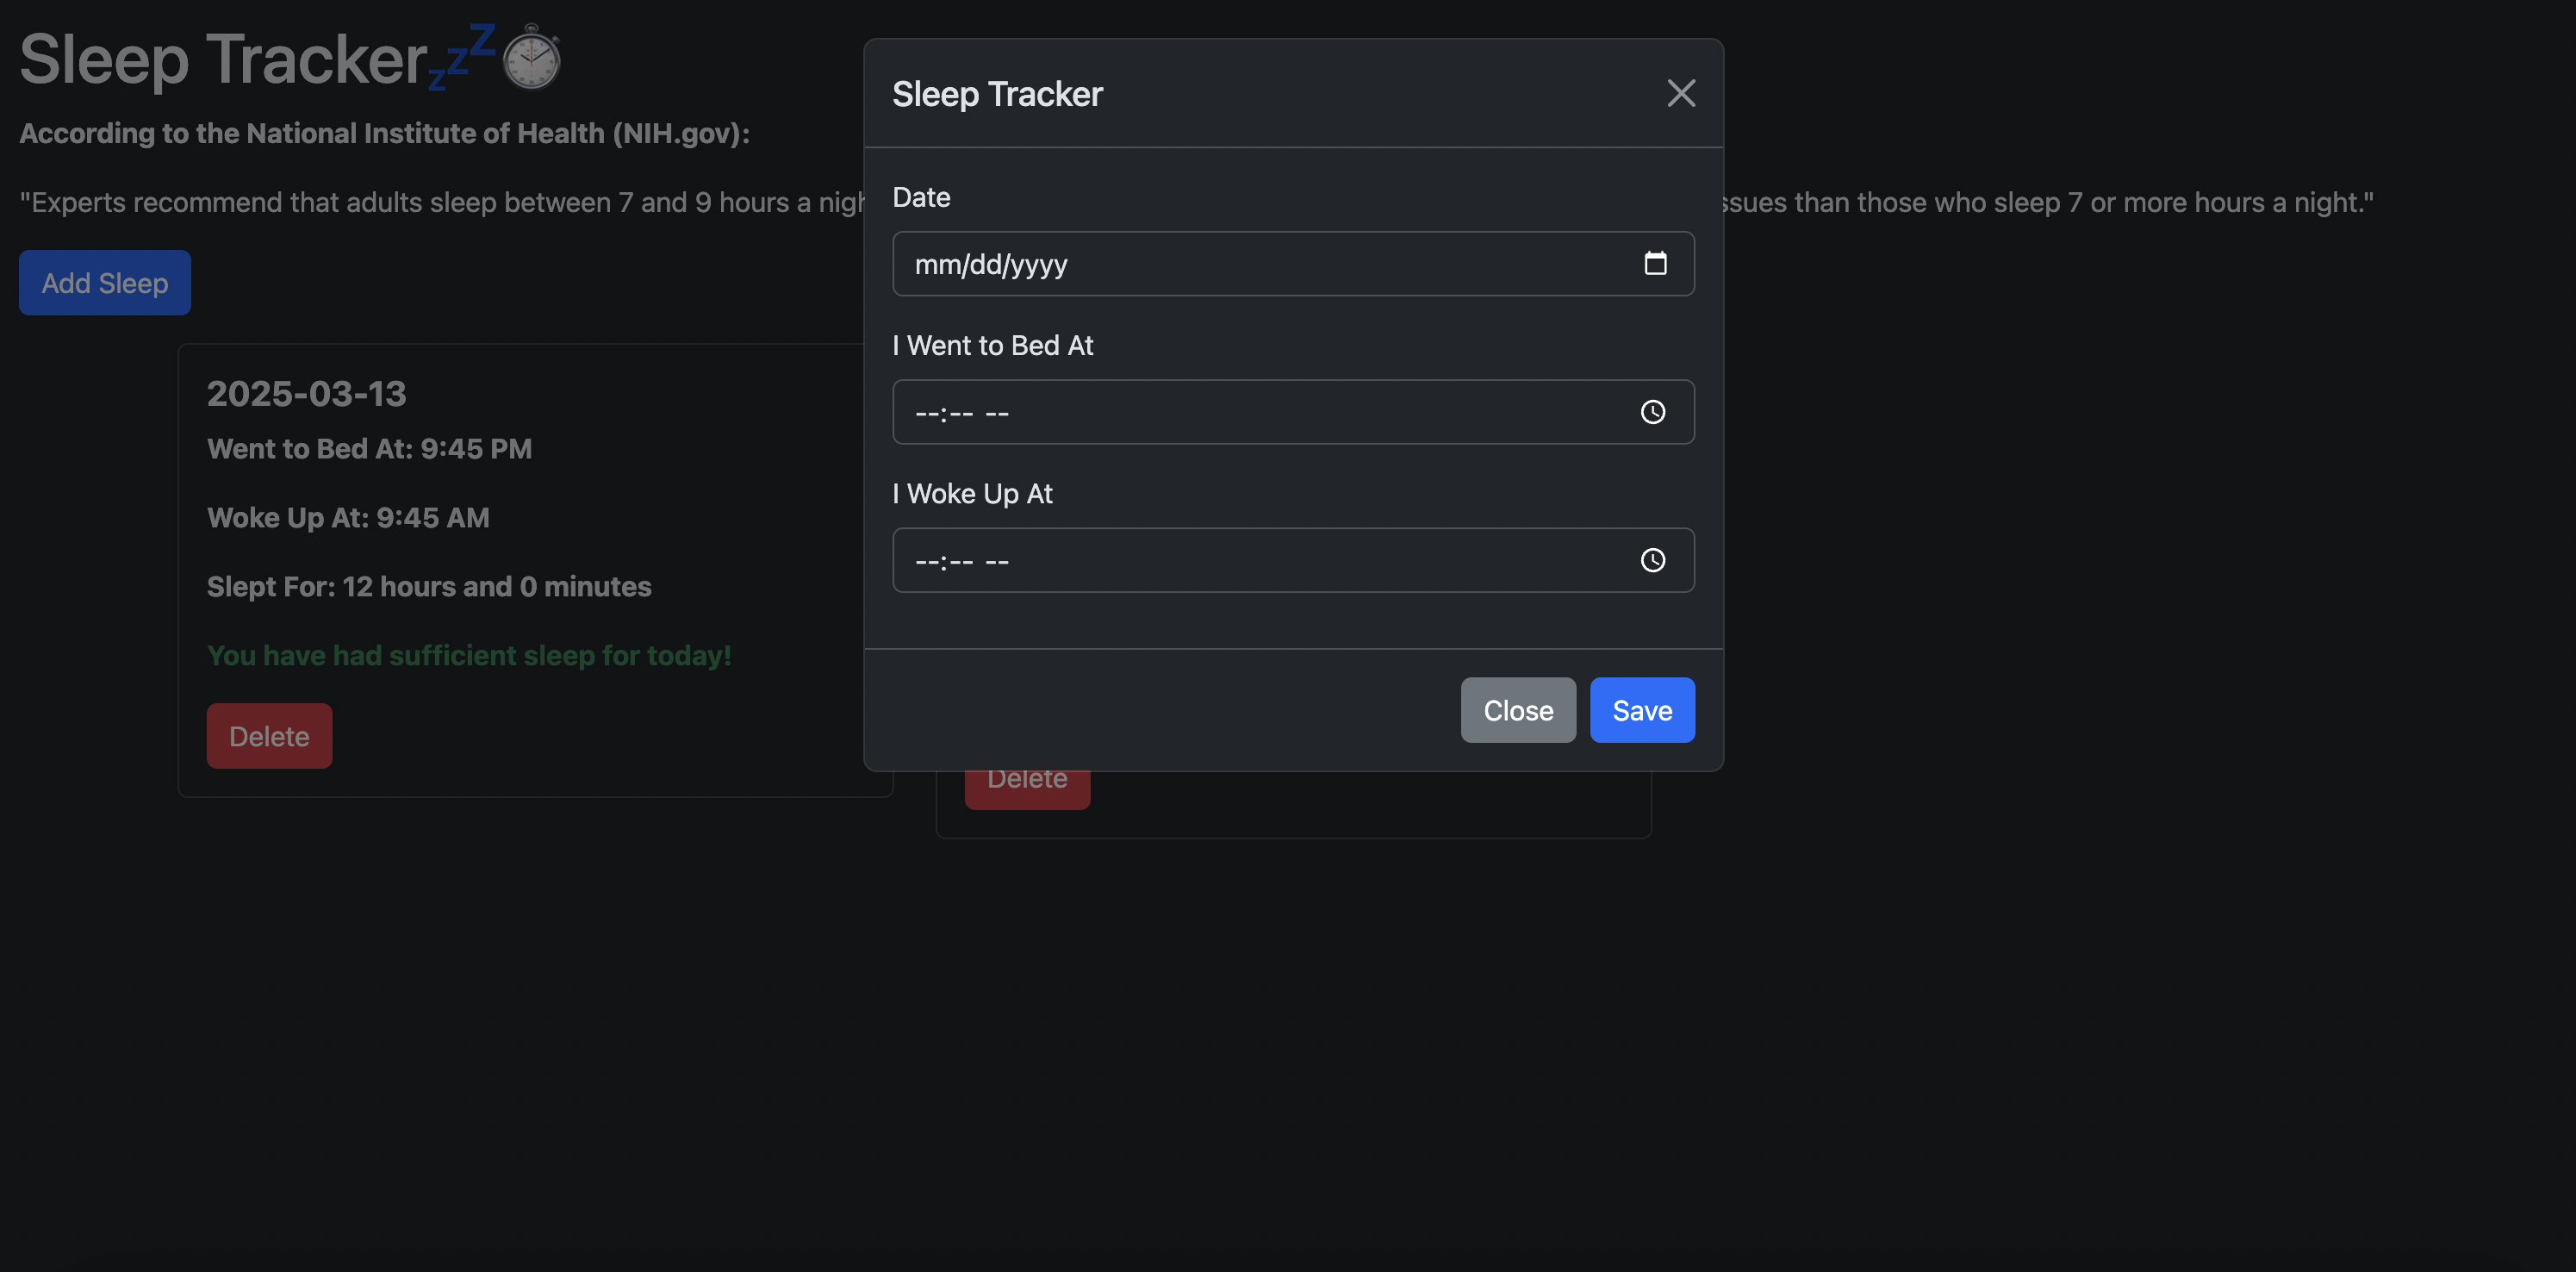 Sleep Tracker💤⏱️
According to the National Institute of Health (NIH.gov):
"Experts recommend that adults sleep between 7 and 9 hours a nigh
ssues than those who sleep 7 or more hours a night."
Add Sleep
2025-03-13
Went to Bed At: 9:45 PM
Woke Up At: 9:45 AM
Slept For: 12 hours and 0 minutes
You have had sufficient sleep for today!
Delete
Delete
Sleep Tracker
Date
mm/dd/yyyy
I Went to Bed At
--:-- --
I Woke Up At
--:-- --
Close
Save